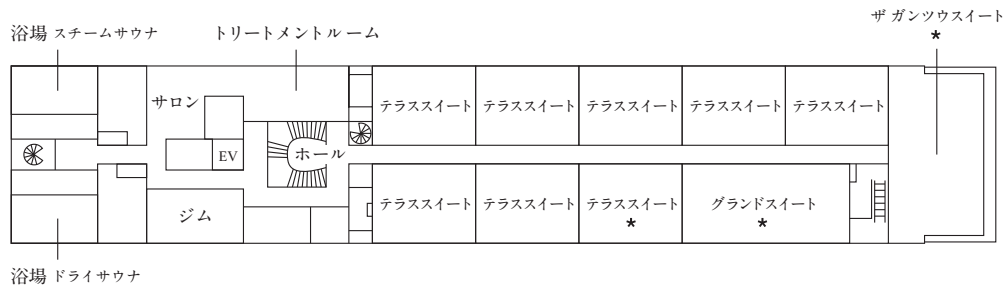 浴場 スチームサウナ
トリートメントルーム
ザ ガンツウスイート
*
サロン
テラススイート
テラススイート
テラススイート
テラススイート
テラススイート
EV
ホール
ジム
テラススイート
テラススイート
テラススイート
*
グランドスイート
*
浴場 ドライサウナ